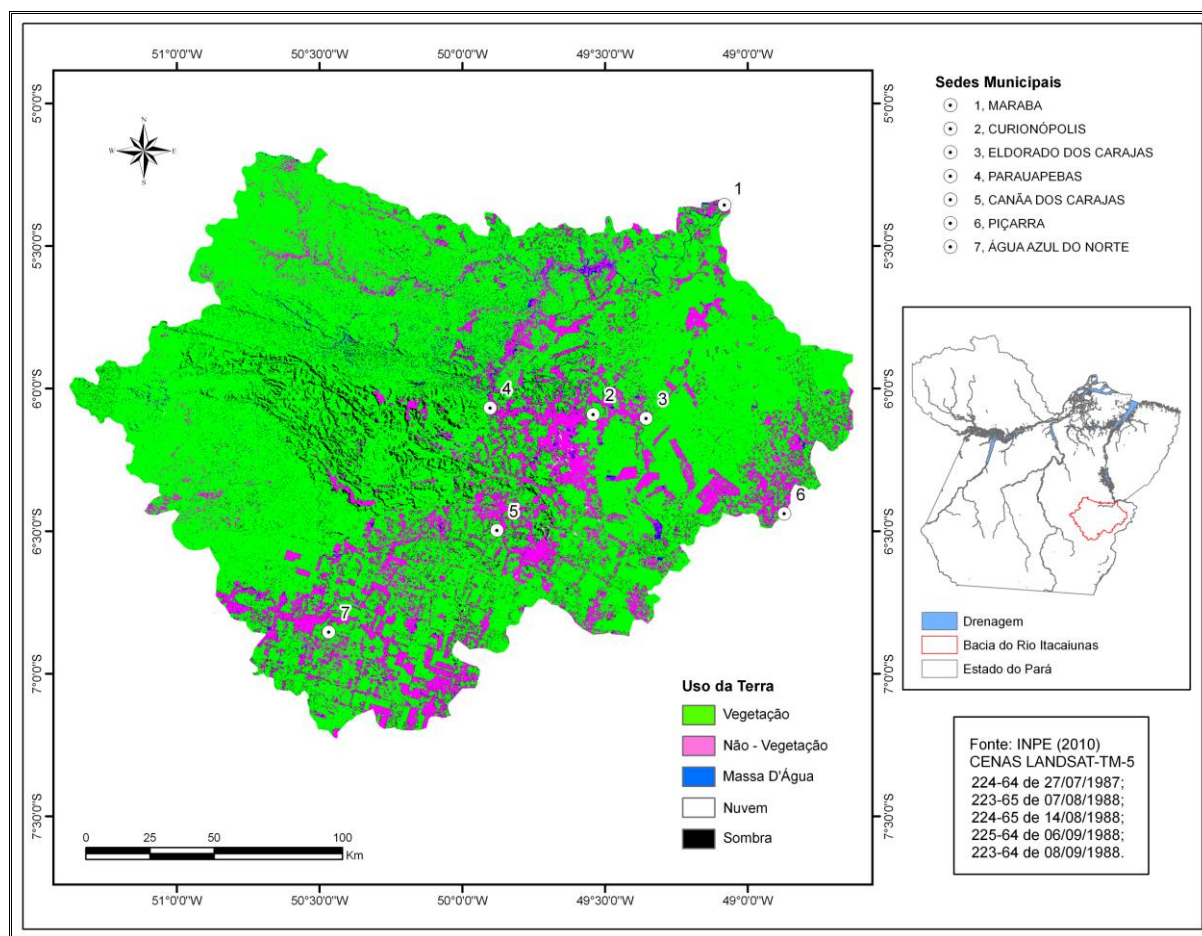 51°0'0"W
50°30'0"W
50°0'0"W
49°30'0"W
49°0'0"W
5°0'0"S
5°30'0"S
6°0'0"S
6°30'0"S
7°0'0"S
7°30'0"S
5°0'0"S
5°30'0"S
6°0'0"S
6°30'0"S
7°0'0"S
7°30'0"S
N
W
E
S
1
4
2
3
6
5
7
0
25
50
100
Km
Uso da Terra
Vegetação
Não - Vegetação
Massa D'Água
Nuvem
Sombra
51°0'0"W
50°30'0"W
50°0'0"W
49°30'0"W
49°0'0"W
Sedes Municipais
1, MARABA
2, CURIONÓPOLIS
3, ELDORADO DOS CARAJAS
4, PARAUAPEBAS
5, CANÃA DOS CARAJAS
6, PIÇARRA
7, ÁGUA AZUL DO NORTE
Drenagem
Bacia do Rio Itacaiunas
Estado do Pará
Fonte: INPE (2010)
CENAS LANDSAT-TM-5
224-64 de 27/07/1987;
223-65 de 07/08/1988;
224-65 de 14/08/1988;
225-64 de 06/09/1988;
223-64 de 08/09/1988.